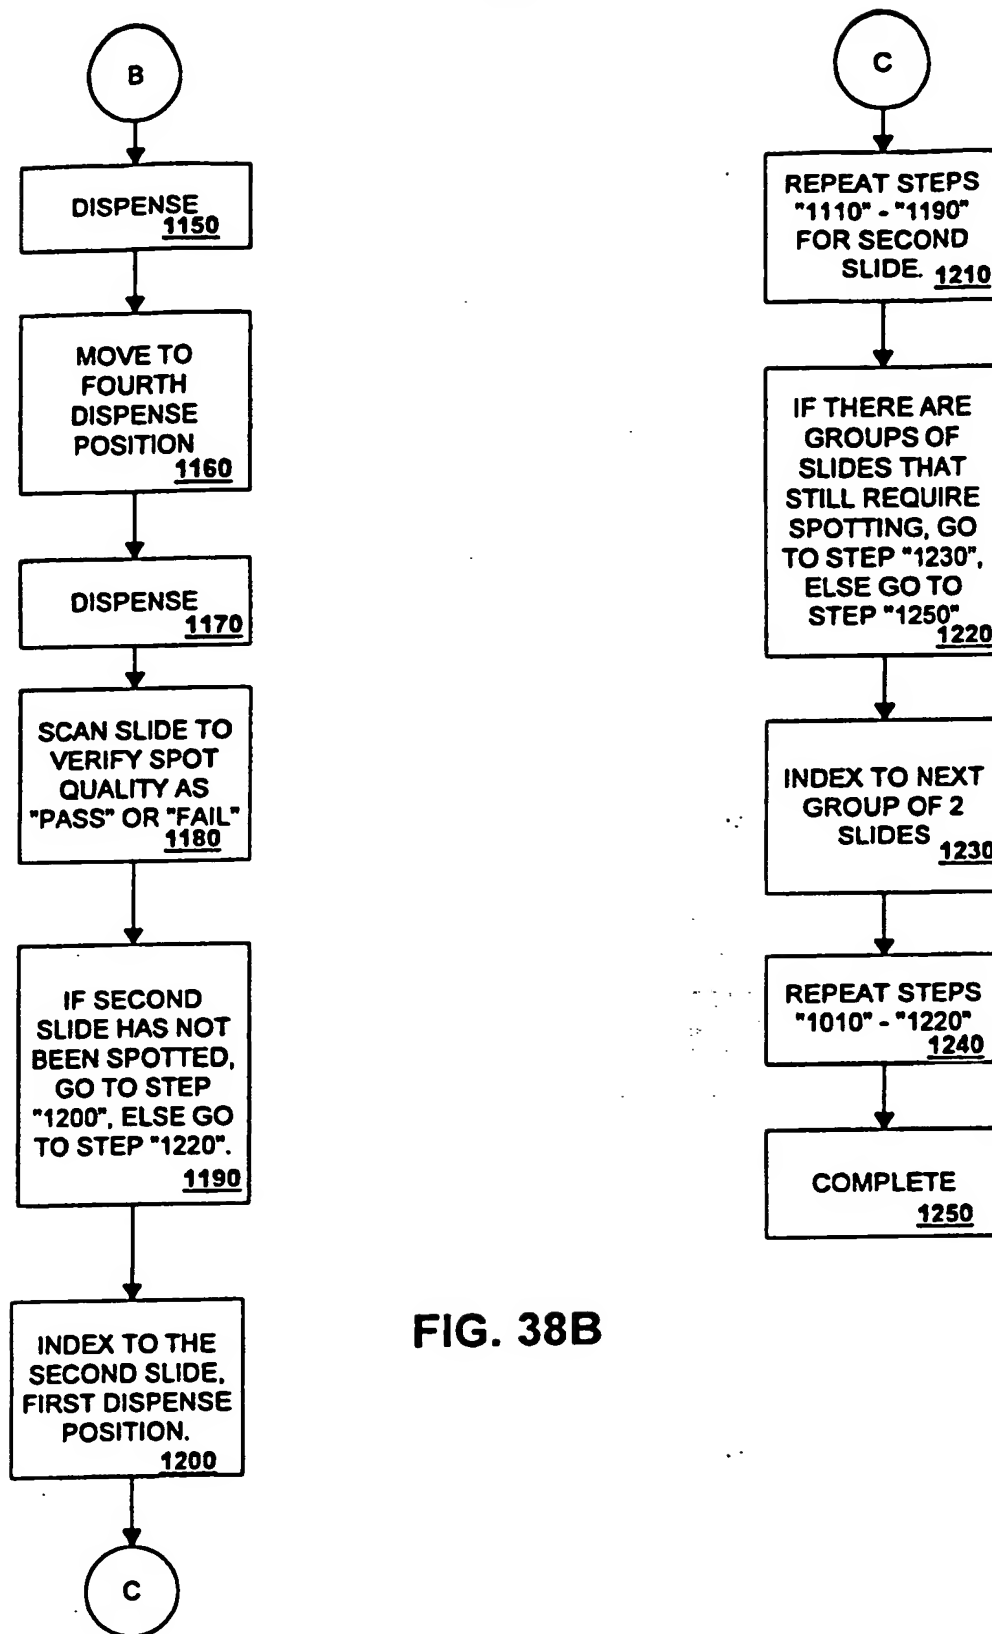 B
DISPENSE
1150
MOVE TO
FOURTH
DISPENSE
POSITION
1160
DISPENSE
1170
SCAN SLIDE TO
VERIFY SPOT
QUALITY AS
"PASS" OR "FAIL"
1180
IF SECOND
SLIDE HAS NOT
BEEN SPOTTED,
GO TO STEP
"1200", ELSE GO
TO STEP "1220".
1190
INDEX TO THE
SECOND SLIDE,
FIRST DISPENSE
POSITION.
1200
C
C
REPEAT STEPS
"1110" - "1190"
FOR SECOND
SLIDE.
1210
IF THERE ARE
GROUPS OF
SLIDES THAT
STILL REQUIRE
SPOTTING, GO
TO STEP "1230",
ELSE GO TO
STEP "1250"
1220
INDEX TO NEXT
GROUP OF 2
SLIDES
1230
REPEAT STEPS
"1010" - "1220"
1240
COMPLETE
1250
FIG. 38B